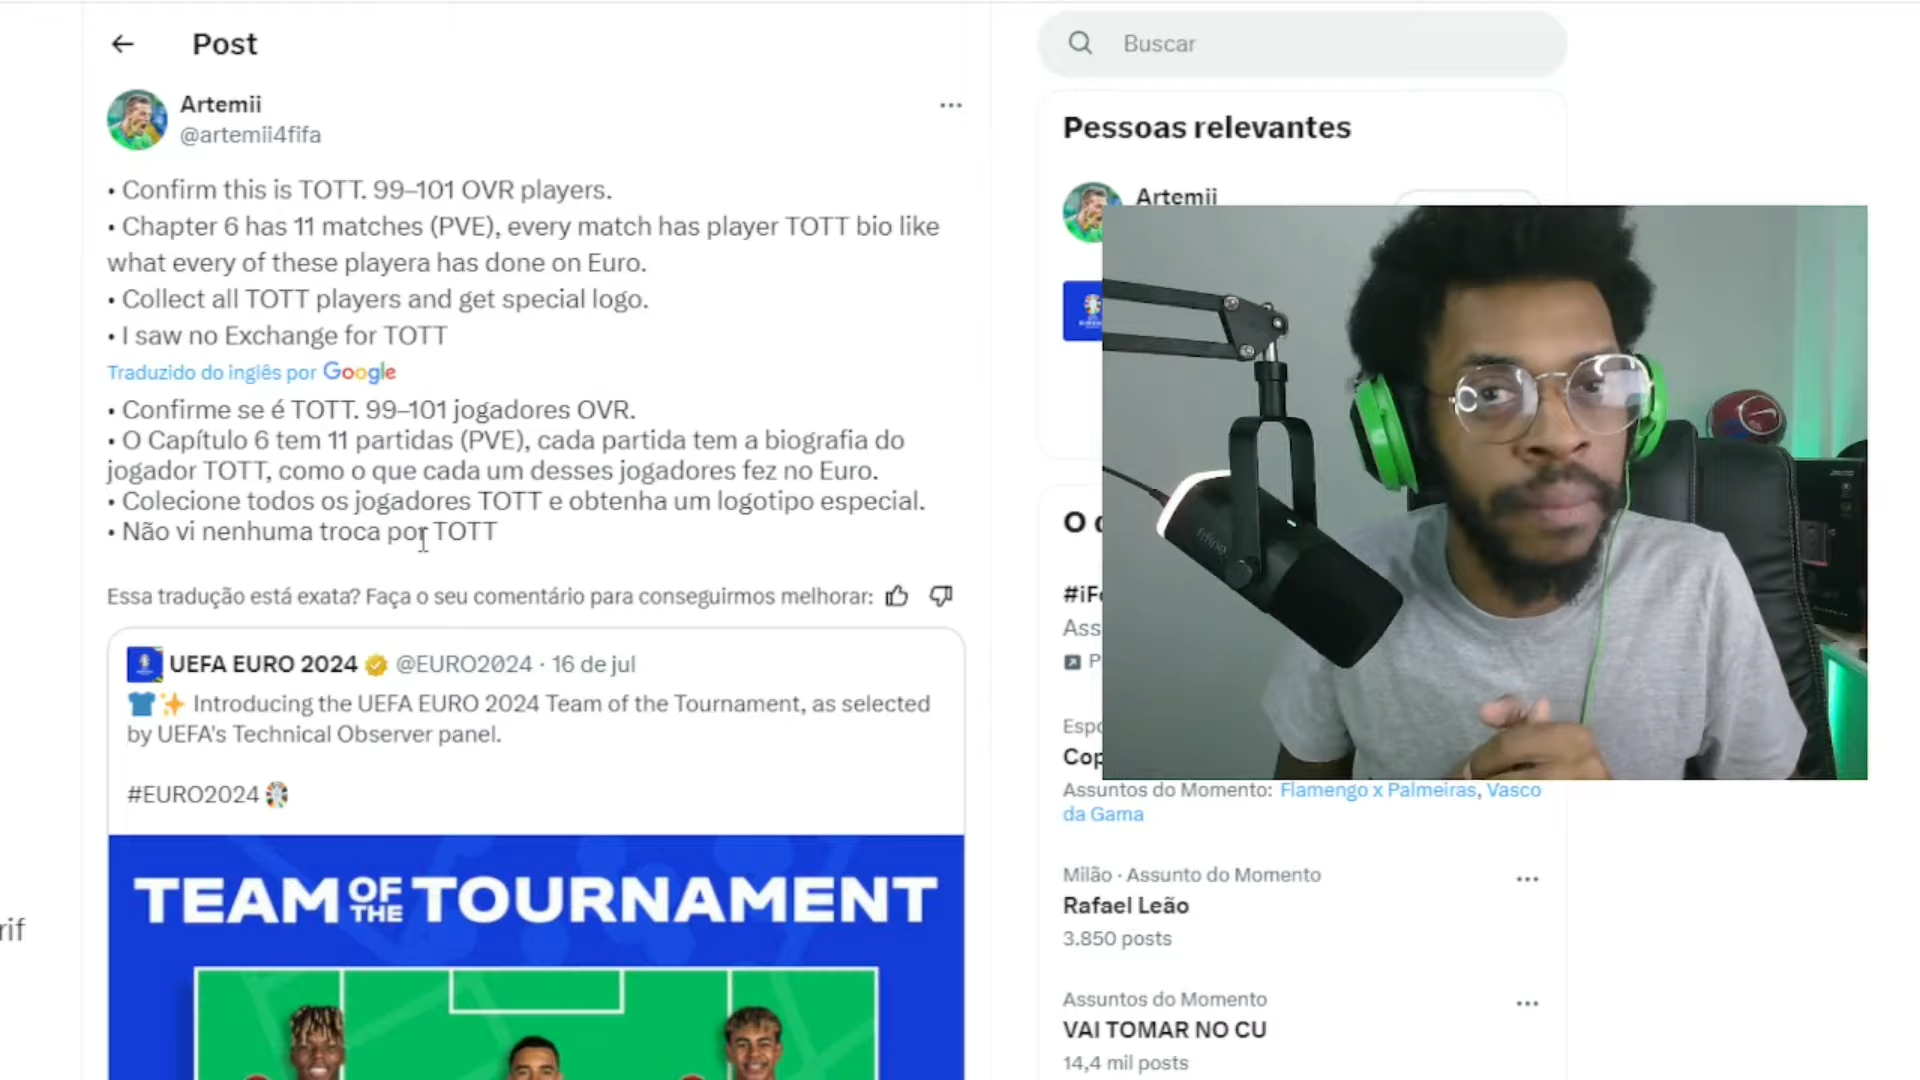 Post
Artemii
@artemii4fifa
• Confirm this is TOTT. 99–101 OVR players.
• Chapter 6 has 11 matches (PVE), every match has player TOTT bio like
what every of these playera has done on Euro.
• Collect all TOTT players and get special logo.
• I saw no Exchange for TOTT
Traduzido do inglês por Google
• Confirme se é TOTT. 99–101 jogadores OVR.
• O Capítulo 6 tem 11 partidas (PVE), cada partida tem a biografia do
jogador TOTT, como o que cada um desses jogadores fez no Euro.
• Colecione todos os jogadores TOTT e obtenha um logotipo especial.
• Não vi nenhuma troca por TOTT
Essa tradução está exata? Faça o seu comentário para conseguirmos melhorar:
UEFA EURO 2024 @EURO2024 · 16 de jul
Introducing the UEFA EURO 2024 Team of the Tournament, as selected
by UEFA's Technical Observer panel.
#EURO2024
TEAM OF THE TOURNAMENT
rif
Buscar
Pessoas relevantes
Artemii
fifine
O
#iF
Ass
P
Espo
Cop
Assuntos do Momento: Flamengo x Palmeiras, Vasco
da Gama
Milão · Assunto do Momento
Rafael Leão
3.850 posts
Assuntos do Momento
VAI TOMAR NO CU
14,4 mil posts